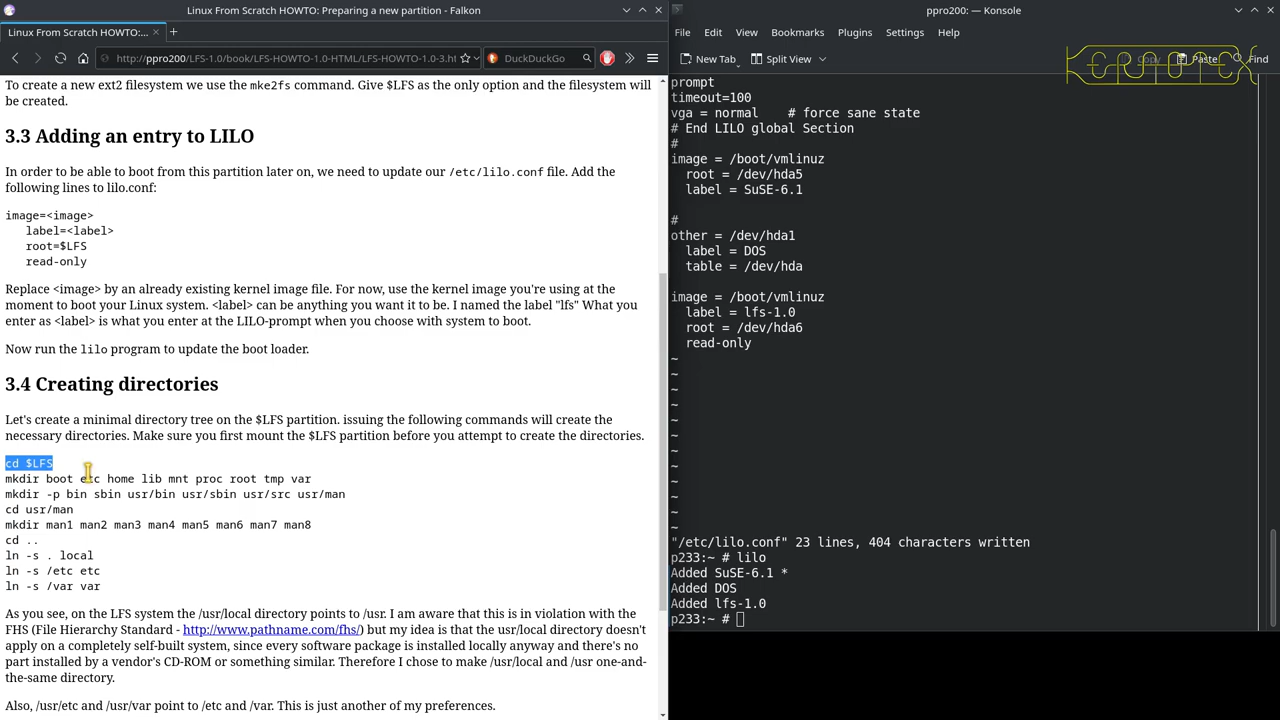 Linux From Scratch HOWTO: Preparing a new partition - Falkon
Linux From Scratch HOWTO:...
http://ppro200/LFS-1.0/book/LFS-HOWTO-1.0-HTML/LFS-HOWTO-1.0-3.ht
DuckDuckGo
To create a new ext2 filesystem we use the mke2fs command. Give $LFS as the only option and the filesystem will
be created.
3.3 Adding an entry to LILO
In order to be able to boot from this partition later on, we need to update our /etc/lilo.conf file. Add the
following lines to lilo.conf:
image=<image>
label=<label>
root=$LFS
read-only
Replace <image> by an already existing kernel image file. For now, use the kernel image you're using at the
moment to boot your Linux system. <label> can be anything you want it to be. I named the label "lfs" What you
enter as <label> is what you enter at the LILO-prompt when you choose with system to boot.
Now run the lilo program to update the boot loader.
3.4 Creating directories
Let's create a minimal directory tree on the $LFS partition. issuing the following commands will create the
necessary directories. Make sure you first mount the $LFS partition before you attempt to create the directories.
cd $LFS
mkdir boot etc home lib mnt proc root tmp var
mkdir -p bin sbin usr/bin usr/sbin usr/src usr/man
cd usr/man
mkdir man1 man2 man3 man4 man5 man6 man7 man8
cd ..
ln -s . local
ln -s /etc etc
ln -s /var var
As you see, on the LFS system the /usr/local directory points to /usr. I am aware that this is in violation with the
FHS (File Hierarchy Standard - http://www.pathname.com/fhs/) but my idea is that the usr/local directory doesn't
apply on a completely self-built system, since every software package is installed locally anyway and there's no
part installed by a vendor's CD-ROM or something similar. Therefore I chose to make /usr/local and /usr one-and-
the-same directory.
Also, /usr/etc and /usr/var point to /etc and /var. This is just another of my preferences.
ppro200: — Konsole
File Edit View Bookmarks Plugins Settings Help
New Tab Split View Copy Paste Find
prompt
timeout=100
vga = normal # force sane state
# End LILO global Section
#
image = /boot/vmlinuz
root = /dev/hda5
label = SuSE-6.1
#
other = /dev/hda1
label = DOS
table = /dev/hda
image = /boot/vmlinuz
label = lfs-1.0
root = /dev/hda6
read-only
~
~
~
~
~
~
~
~
~
~
~
~
"/etc/lilo.conf" 23 lines, 404 characters written
p233:~ # lilo
Added SuSE-6.1 *
Added DOS
Added lfs-1.0
p233:~ #